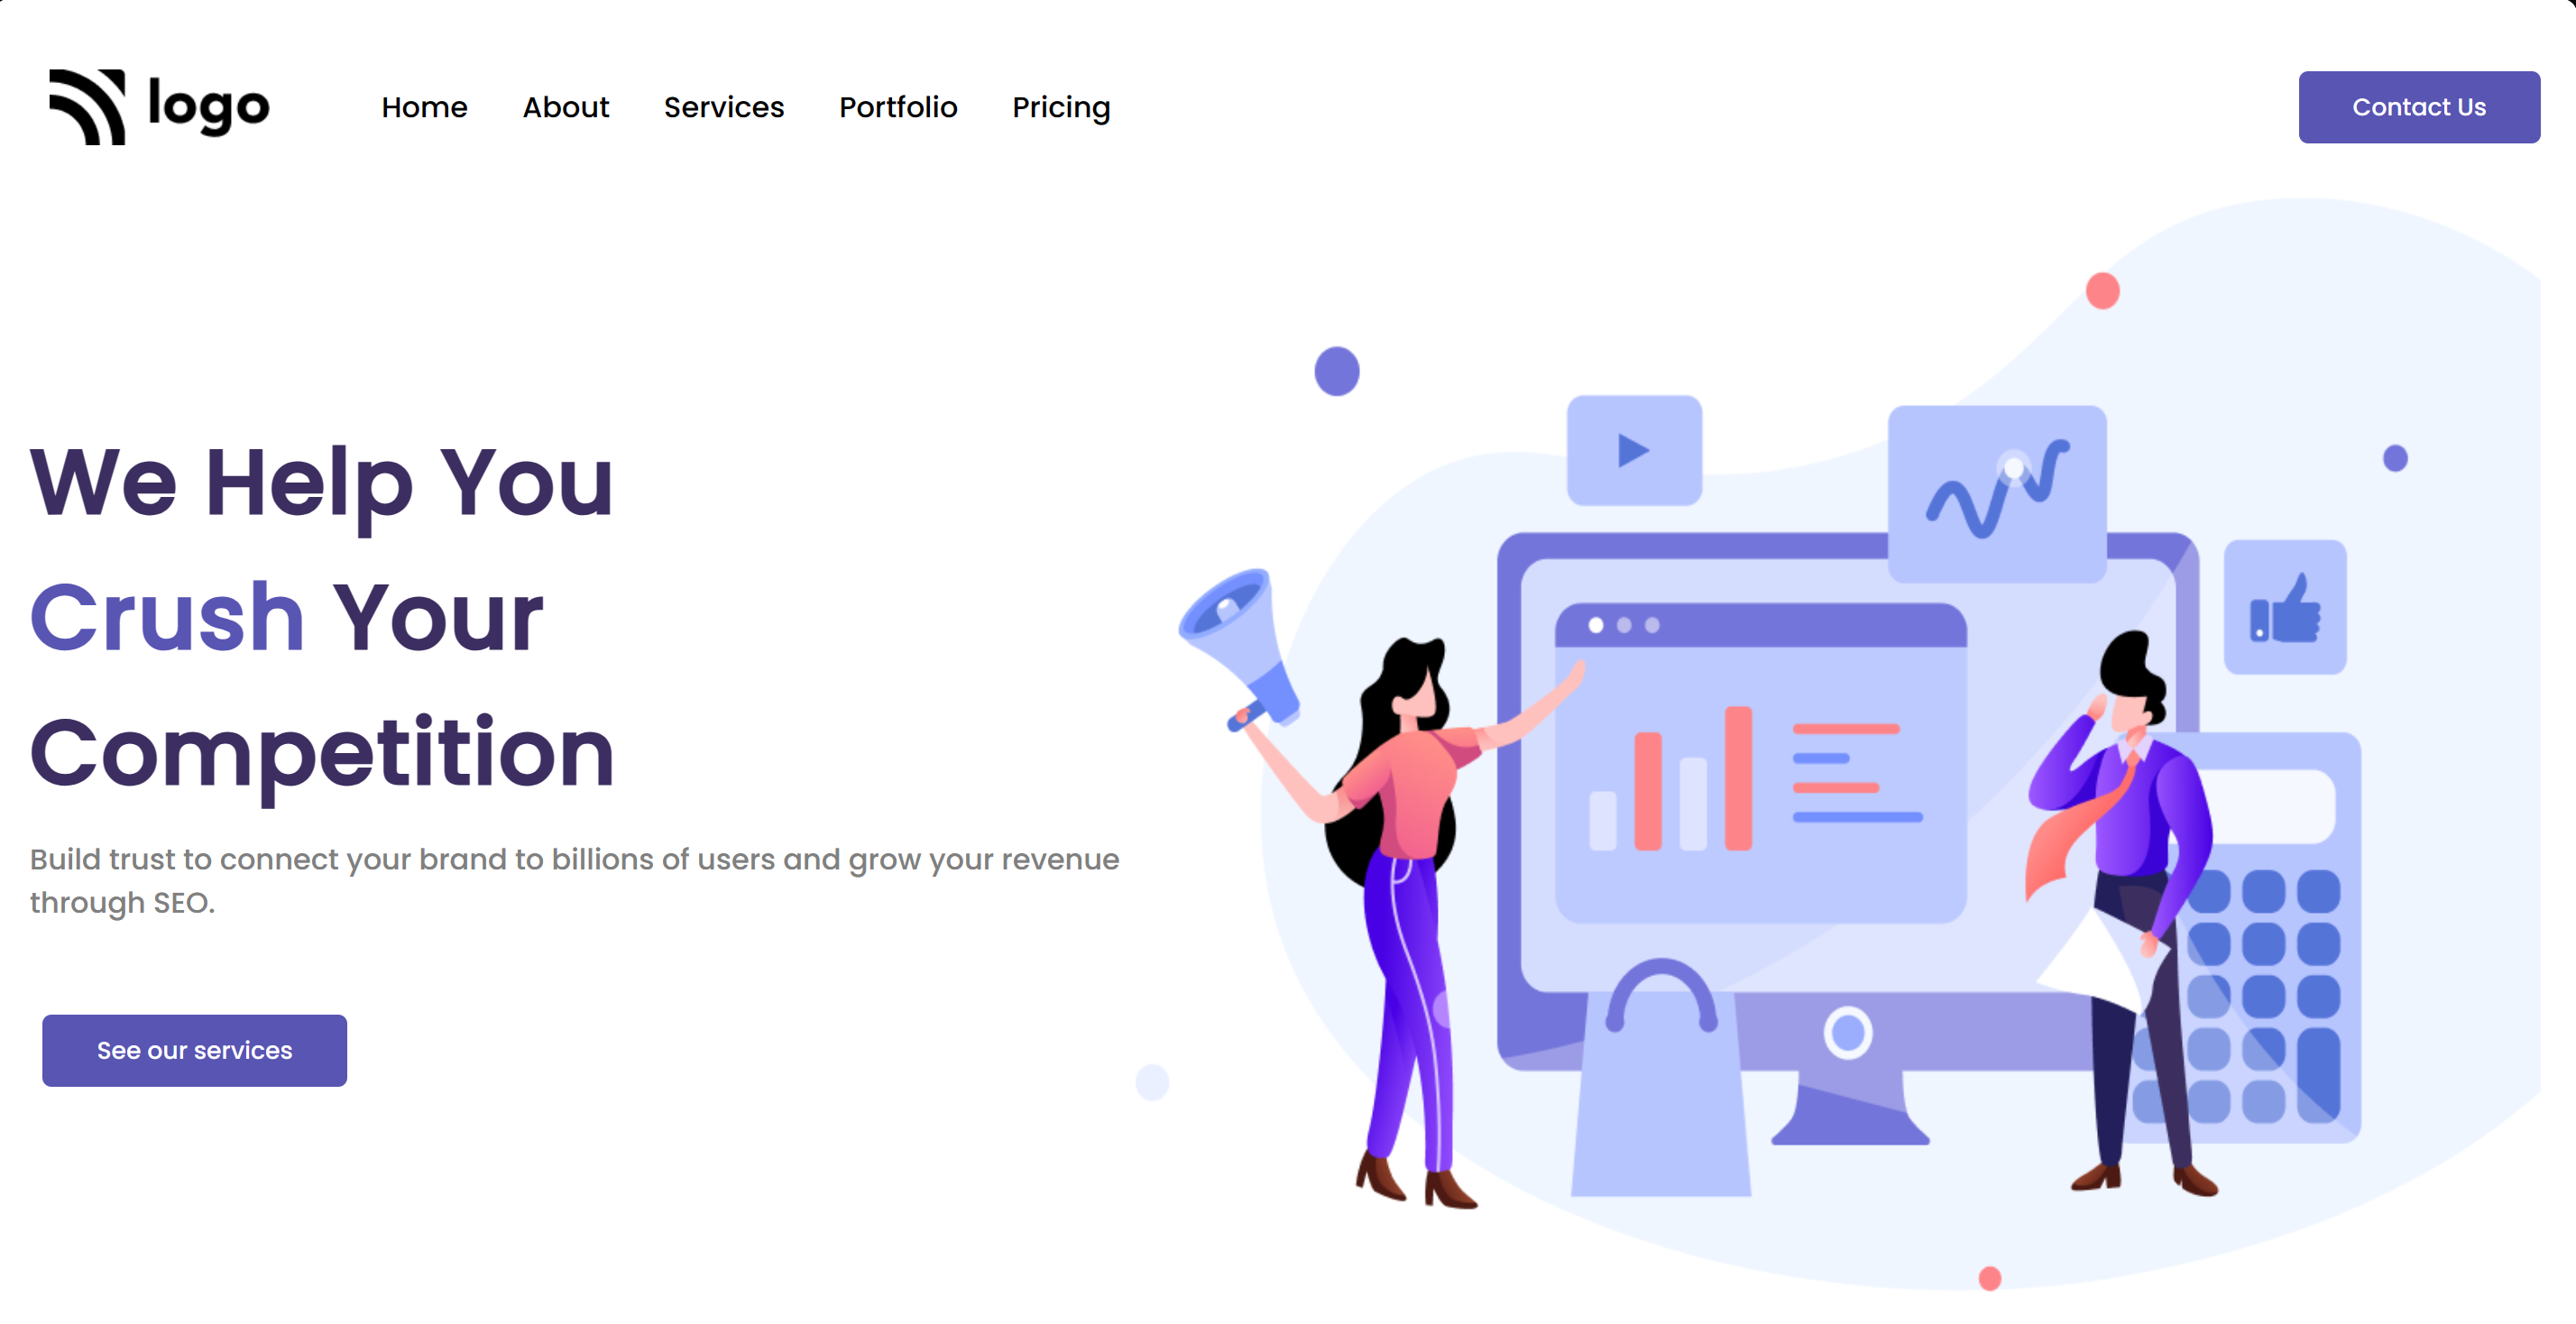 logo
Home About Services Portfolio Pricing
Contact Us
We Help You
Crush Your
Competition
Build trust to connect your brand to billions of users and grow your revenue
through SEO.
See our services